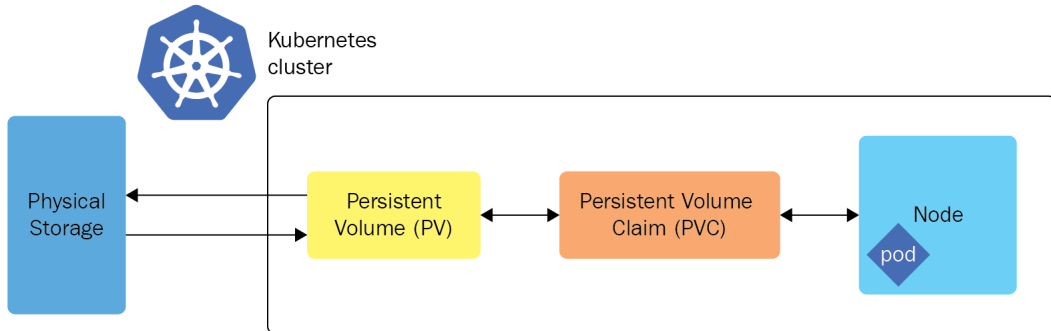 Kubernetes
cluster
Physical
Storage
Persistent
Volume (PV)
Persistent Volume
Claim (PVC)
Node
pod